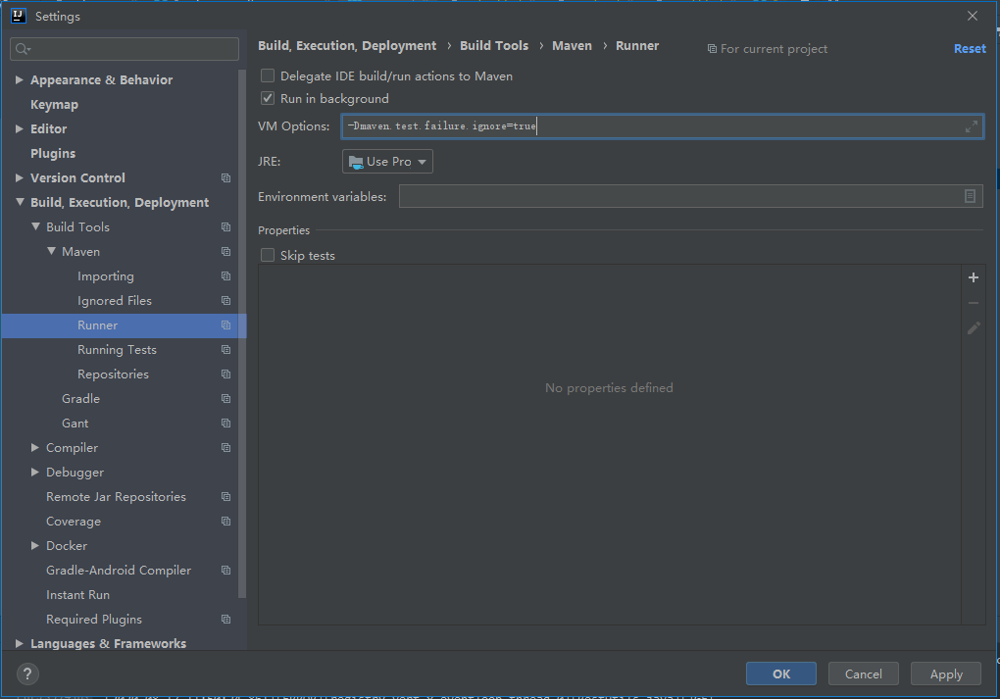 Settings
Build, Execution, Deployment › Build Tools › Maven › Runner
For current project
Reset
Appearance & Behavior
Keymap
Editor
Plugins
Version Control
Build, Execution, Deployment
Build Tools
Maven
Importing
Ignored Files
Runner
Running Tests
Repositories
Gradle
Gant
Compiler
Debugger
Remote Jar Repositories
Coverage
Docker
Gradle-Android Compiler
Instant Run
Required Plugins
Languages & Frameworks
Delegate IDE build/run actions to Maven
Run in background
VM Options: -Dmaven.test.failure.ignore=true
JRE: Use Pro
Environment variables:
Properties
Skip tests
No properties defined
?
OK
Cancel
Apply